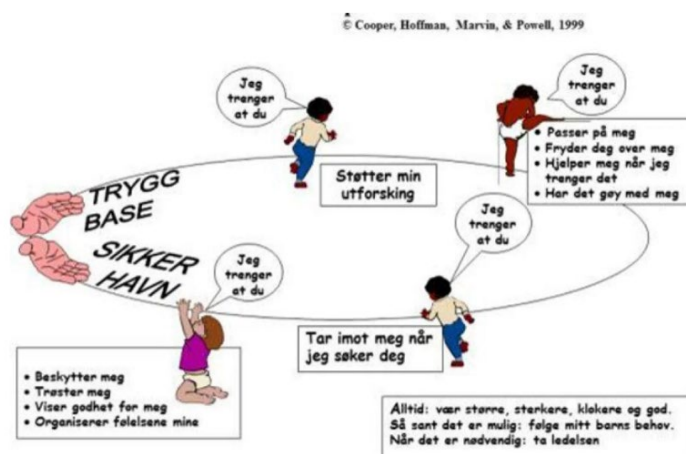 © Cooper, Hoffman, Marvin, & Powell, 1999
Jeg
trenger
at du
Jeg
trenger
at du
• Passer på meg
• Fryder deg over meg
• Hjelper meg når jeg
trenger det
• Har det gøy med meg
Støtter min
utforsking
TRYGG
BASE
SIKKER
HAVN
Jeg
trenger
at du
Jeg
trenger
at du
Tar imot meg når
jeg søker deg
• Beskytter meg
• Trøster meg
• Viser godhet for meg
• Organiserer følelsene mine
Alltid: vær større, sterkere, klokere og god.
Så sant det er mulig: følge mitt barns behov.
Når det er nødvendig: ta ledelsen